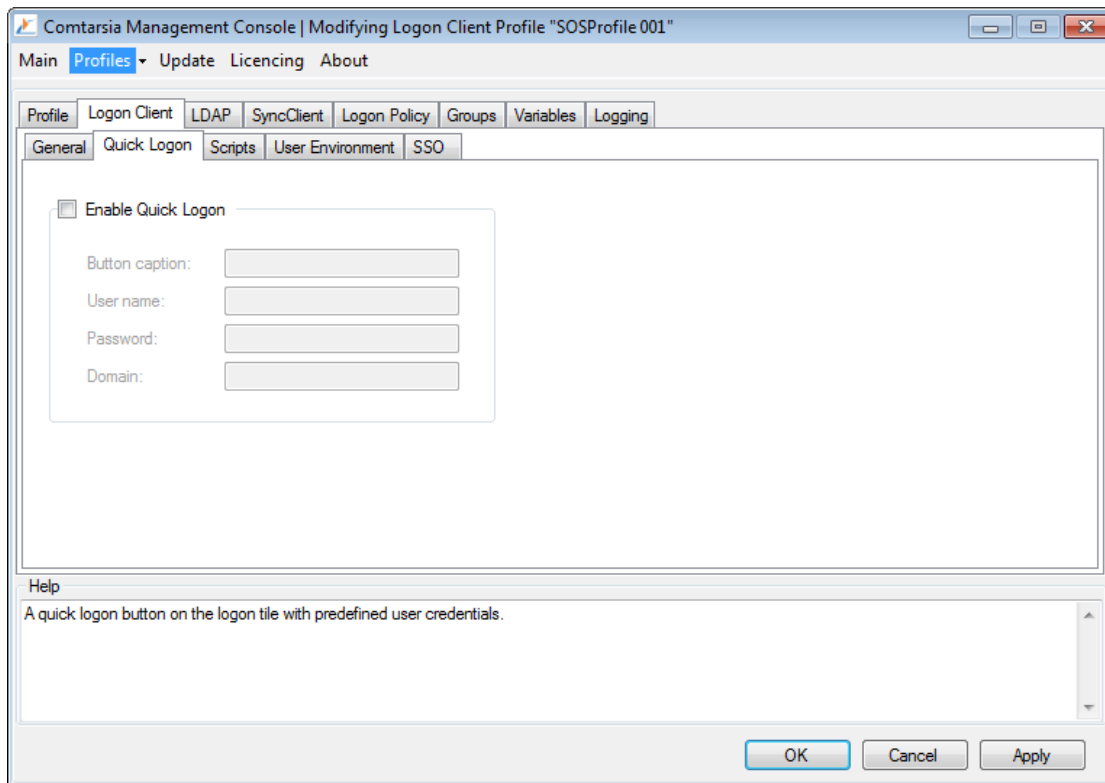 Comtarsia Management Console | Modifying Logon Client Profile "SOSProfile 001"
Main Profiles Update Licencing About
Profile Logon Client LDAP SyncClient Logon Policy Groups Variables Logging
General Quick Logon Scripts User Environment SSO
Enable Quick Logon
Button caption:
User name:
Password:
Domain:
Help
A quick logon button on the logon tile with predefined user credentials.
OK Cancel Apply